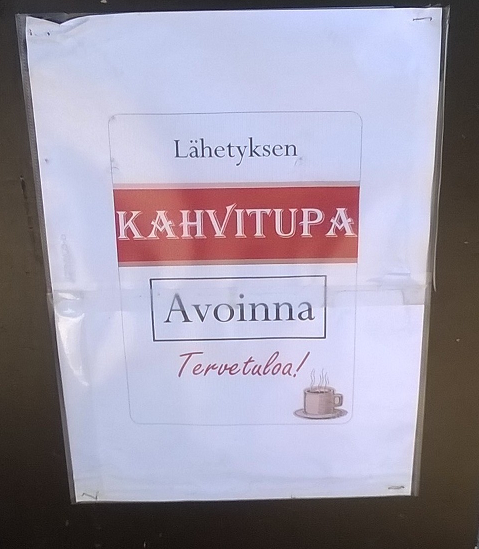 Lähetyksen
KAHVITUPA
Avoinna
Tervetuloa!